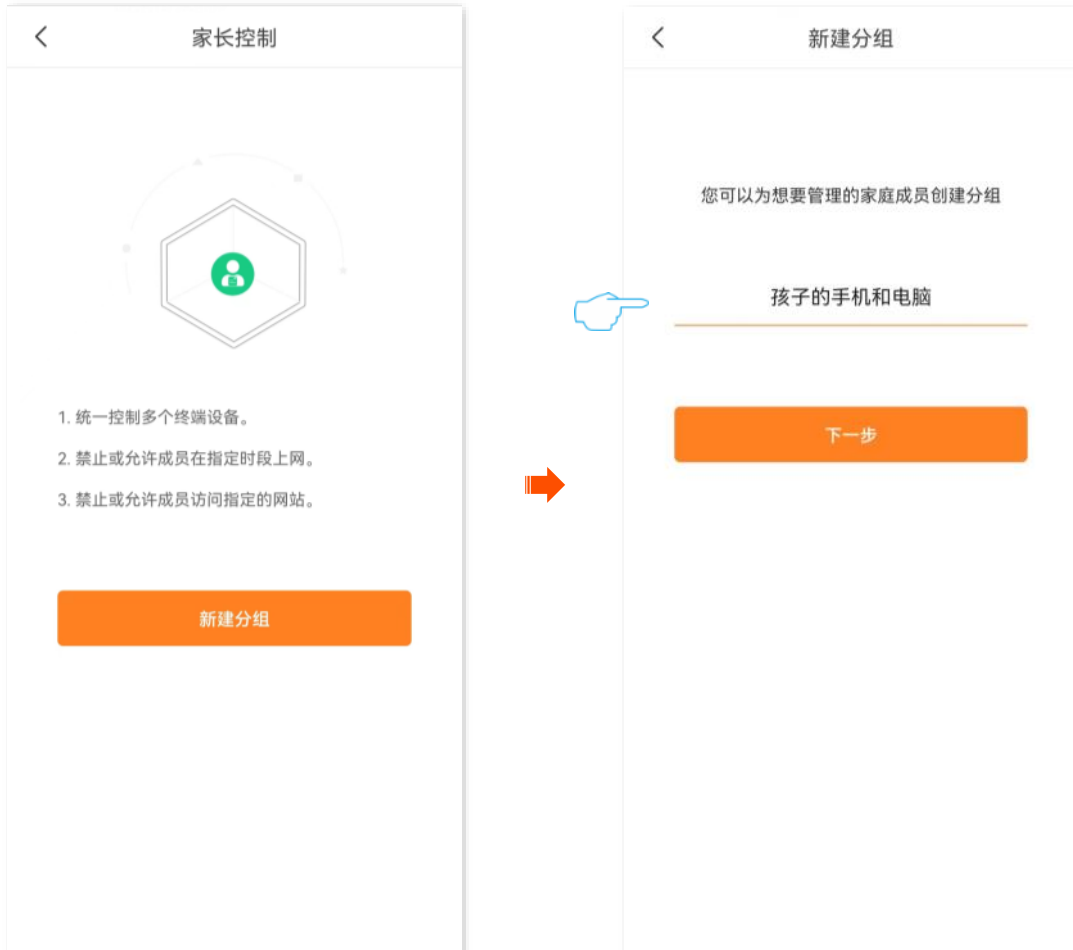 家长控制
1. 统一控制多个终端设备。
2. 禁止或允许成员在指定时段上网。
3. 禁止或允许成员访问指定的网站。
新建分组
新建分组
您可以为想要管理的家庭成员创建分组
孩子的手机和电脑
下一步